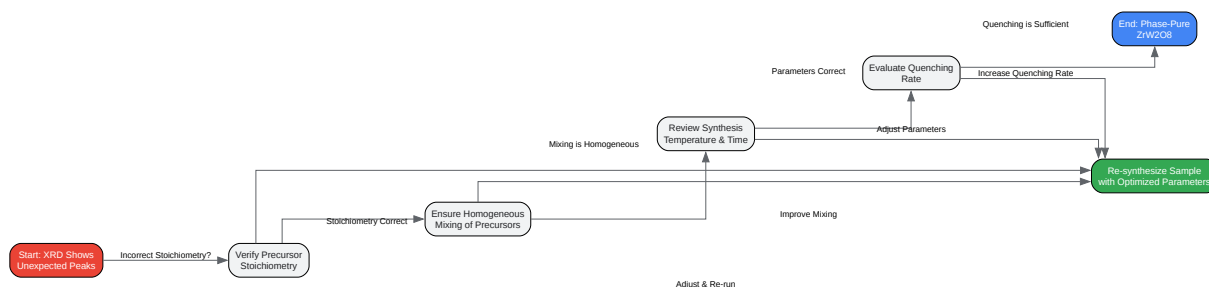 Quenching is Sufficient
End: Phase-Pure
ZrW2O8
Parameters Correct
Evaluate Quenching
Rate
Increase Quenching Rate
Review Synthesis
Temperature & Time
Adjust Parameters
Mixing is Homogeneous
Re-synthesize Sample
with Optimized Parameters
Ensure Homogeneous
Mixing of Precursors
Improve Mixing
Stoichiometry Correct
Start: XRD Shows
Unexpected Peaks
Incorrect Stoichiometry?
Verify Precursor
Stoichiometry
Adjust & Re-run